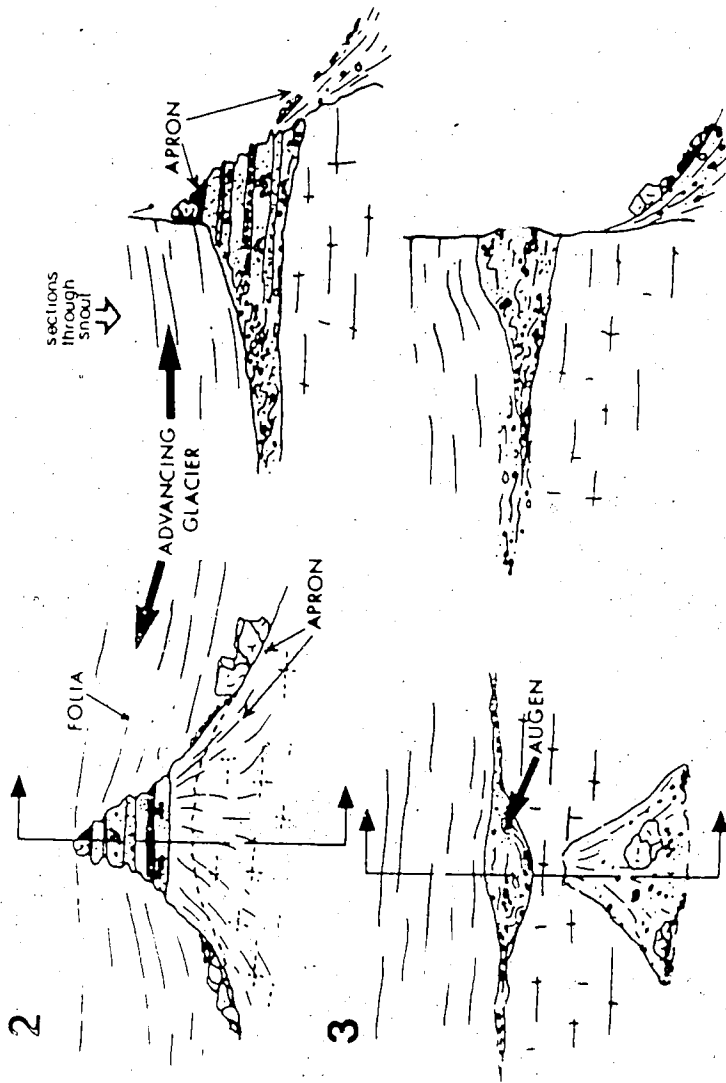 2
FOLIA
ADVANCING
GLACIER
APRON
sections
through
snout
APRON
3
AUGEN